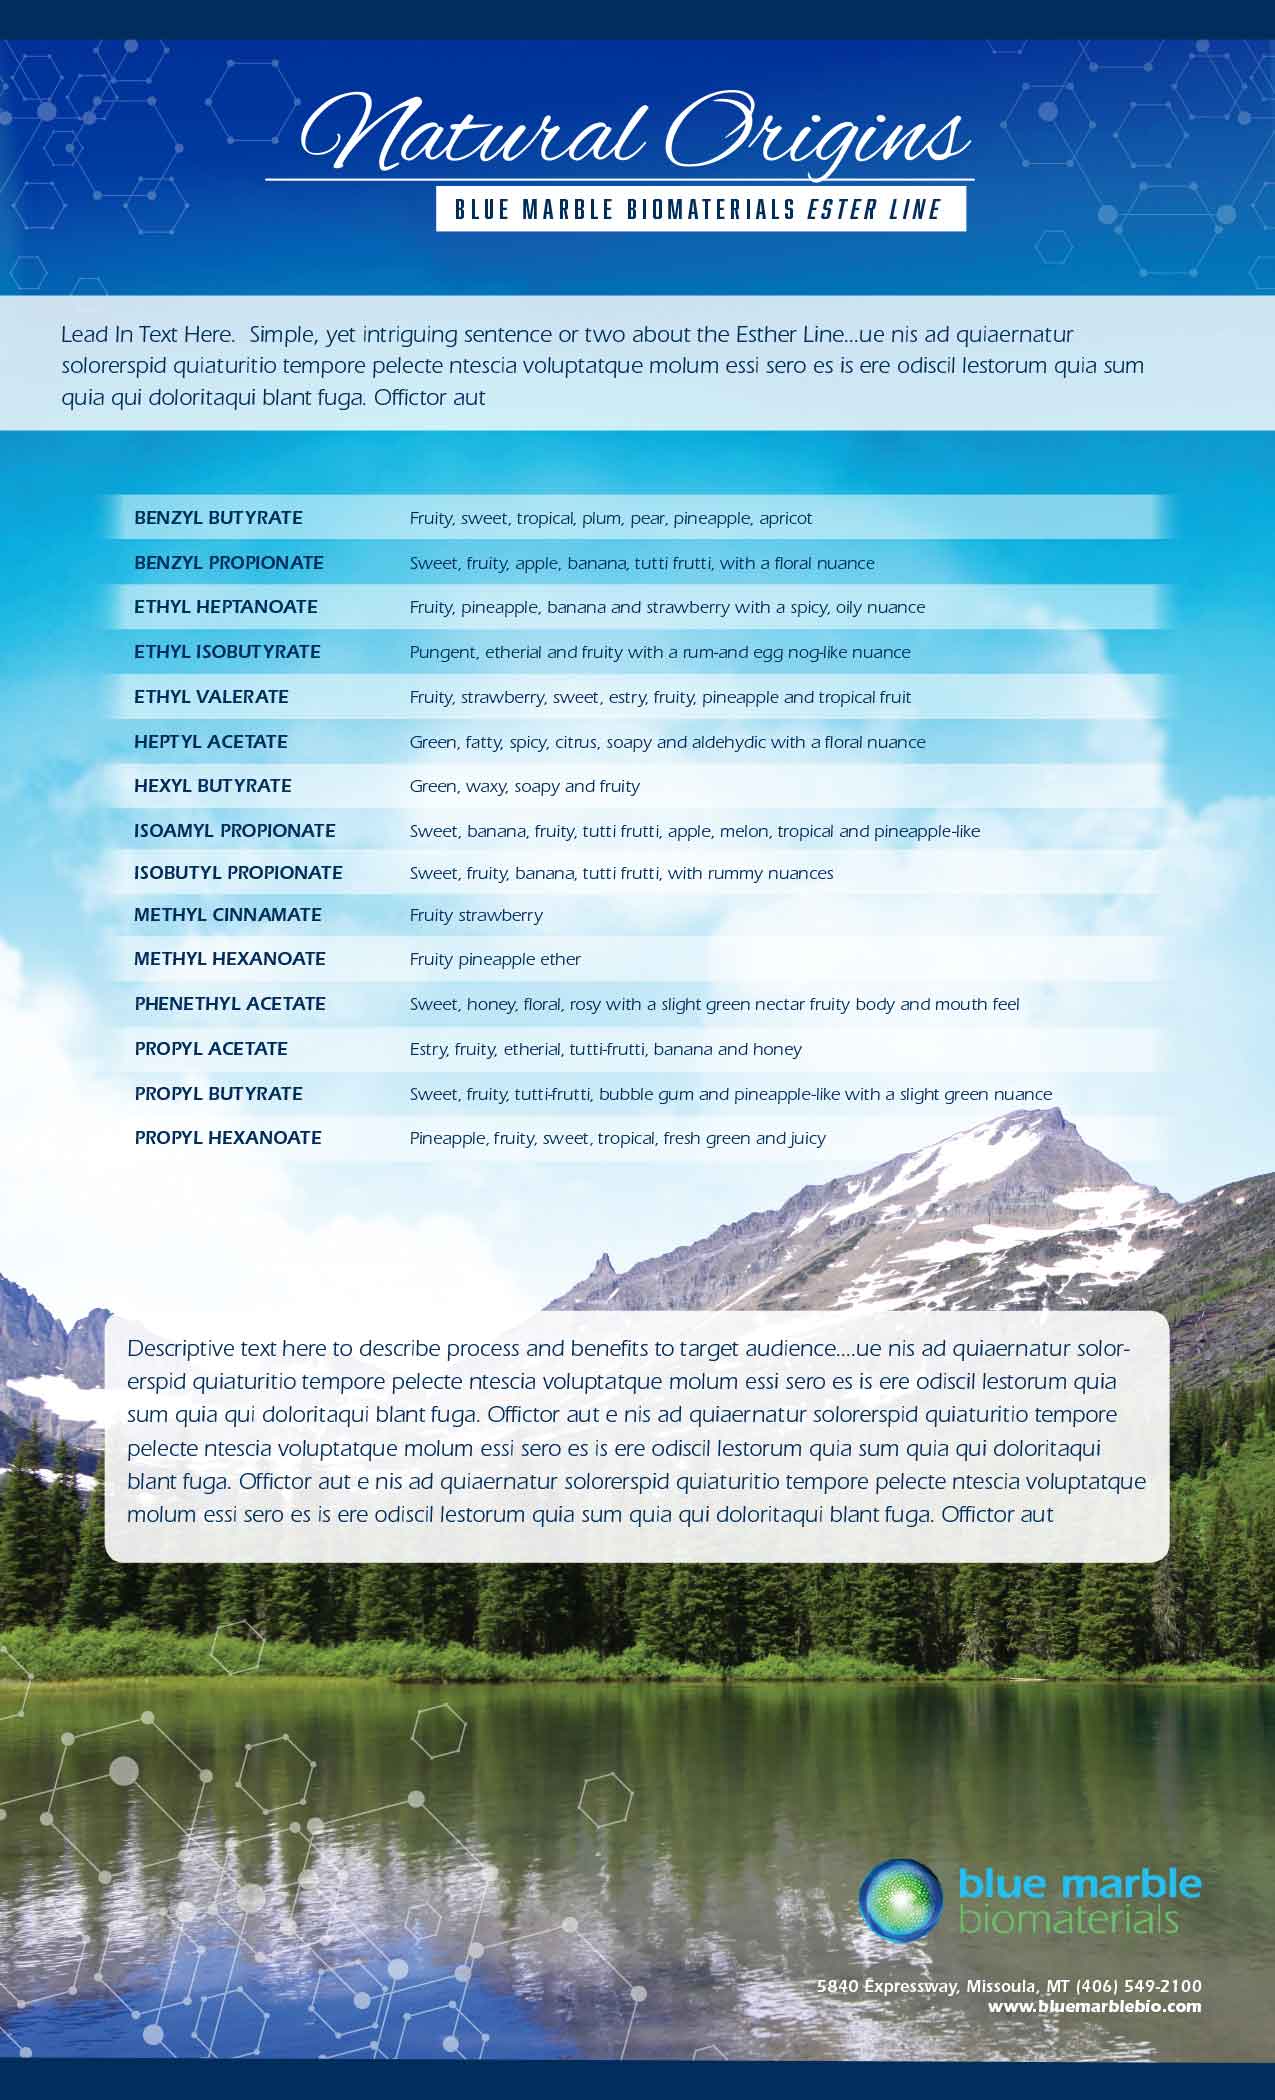 Natural Origins
BLUE MARBLE BIOMATERIALS ESTER LINE
Lead In Text Here.  Simple, yet intriguing sentence or two about the Esther Line...ue nis ad quiaernatur
solorerspid quiaturitio tempore pelecte ntescia voluptatque molum essi sero es is ere odiscil lestorum quia sum
quia qui doloritaqui blant fuga. Offictor aut
BENZYL BUTYRATE Fruity, sweet, tropical, plum, pear, pineapple, apricot
BENZYL PROPIONATE Sweet, fruity, apple, banana, tutti frutti, with a floral nuance
ETHYL HEPTANOATE Fruity, pineapple, banana and strawberry with a spicy, oily nuance
ETHYL ISOBUTYRATE Pungent, etherial and fruity with a rum-and egg nog-like nuance
ETHYL VALERATE Fruity, strawberry, sweet, estry, fruity, pineapple and tropical fruit
HEPTYL ACETATE Green, fatty, spicy, citrus, soapy and aldehydic with a floral nuance
HEXYL BUTYRATE Green, waxy, soapy and fruity
ISOAMYL PROPIONATE Sweet, banana, fruity, tutti frutti, apple, melon, tropical and pineapple-like
ISOBUTYL PROPIONATE Sweet, fruity, banana, tutti frutti, with rummy nuances
METHYL CINNAMATE Fruity strawberry
METHYL HEXANOATE Fruity pineapple ether
PHENETHYL ACETATE Sweet, honey, floral, rosy with a slight green nectar fruity body and mouth feel
PROPYL ACETATE Estry, fruity, etherial, tutti-frutti, banana and honey
PROPYL BUTYRATE Sweet, fruity, tutti-frutti, bubble gum and pineapple-like with a slight green nuance
PROPYL HEXANOATE Pineapple, fruity, sweet, tropical, fresh green and juicy
Descriptive text here to describe process and benefits to target audience....ue nis ad quiaernatur solor-
erspid quiaturitio tempore pelecte ntescia voluptatque molum essi sero es is ere odiscil lestorum quia
sum quia qui doloritaqui blant fuga. Offictor aut e nis ad quiaernatur solorerspid quiaturitio tempore
pelecte ntescia voluptatque molum essi sero es is ere odiscil lestorum quia sum quia qui doloritaqui
blant fuga. Offictor aut e nis ad quiaernatur solorerspid quiaturitio tempore pelecte ntescia voluptatque
molum essi sero es is ere odiscil lestorum quia sum quia qui doloritaqui blant fuga. Offictor aut
blue marble
biomaterials
5840 Expressway, Missoula, MT (406) 549-2100
www.bluemarblebio.com